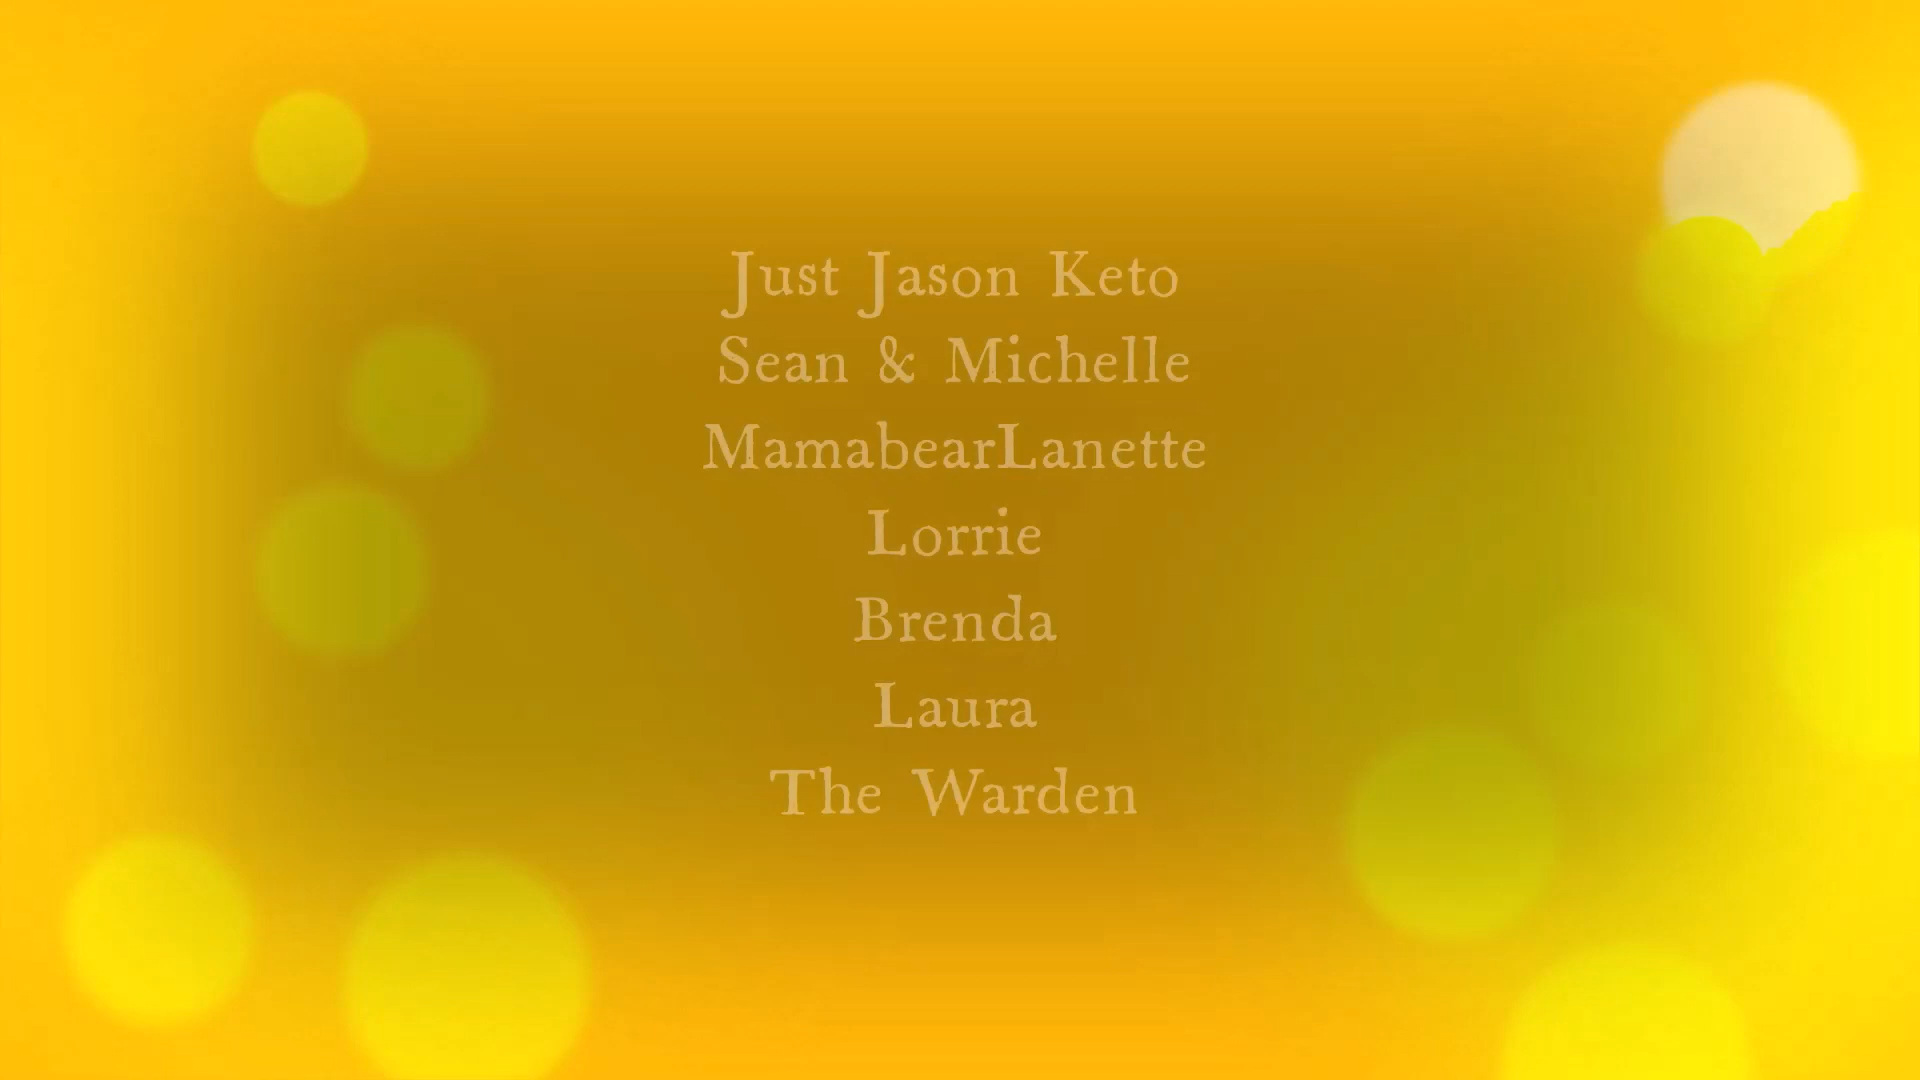 Just Jason Keto
Sean & Michelle
MamabearLanette
Lorrie
Brenda
Laura
The Warden